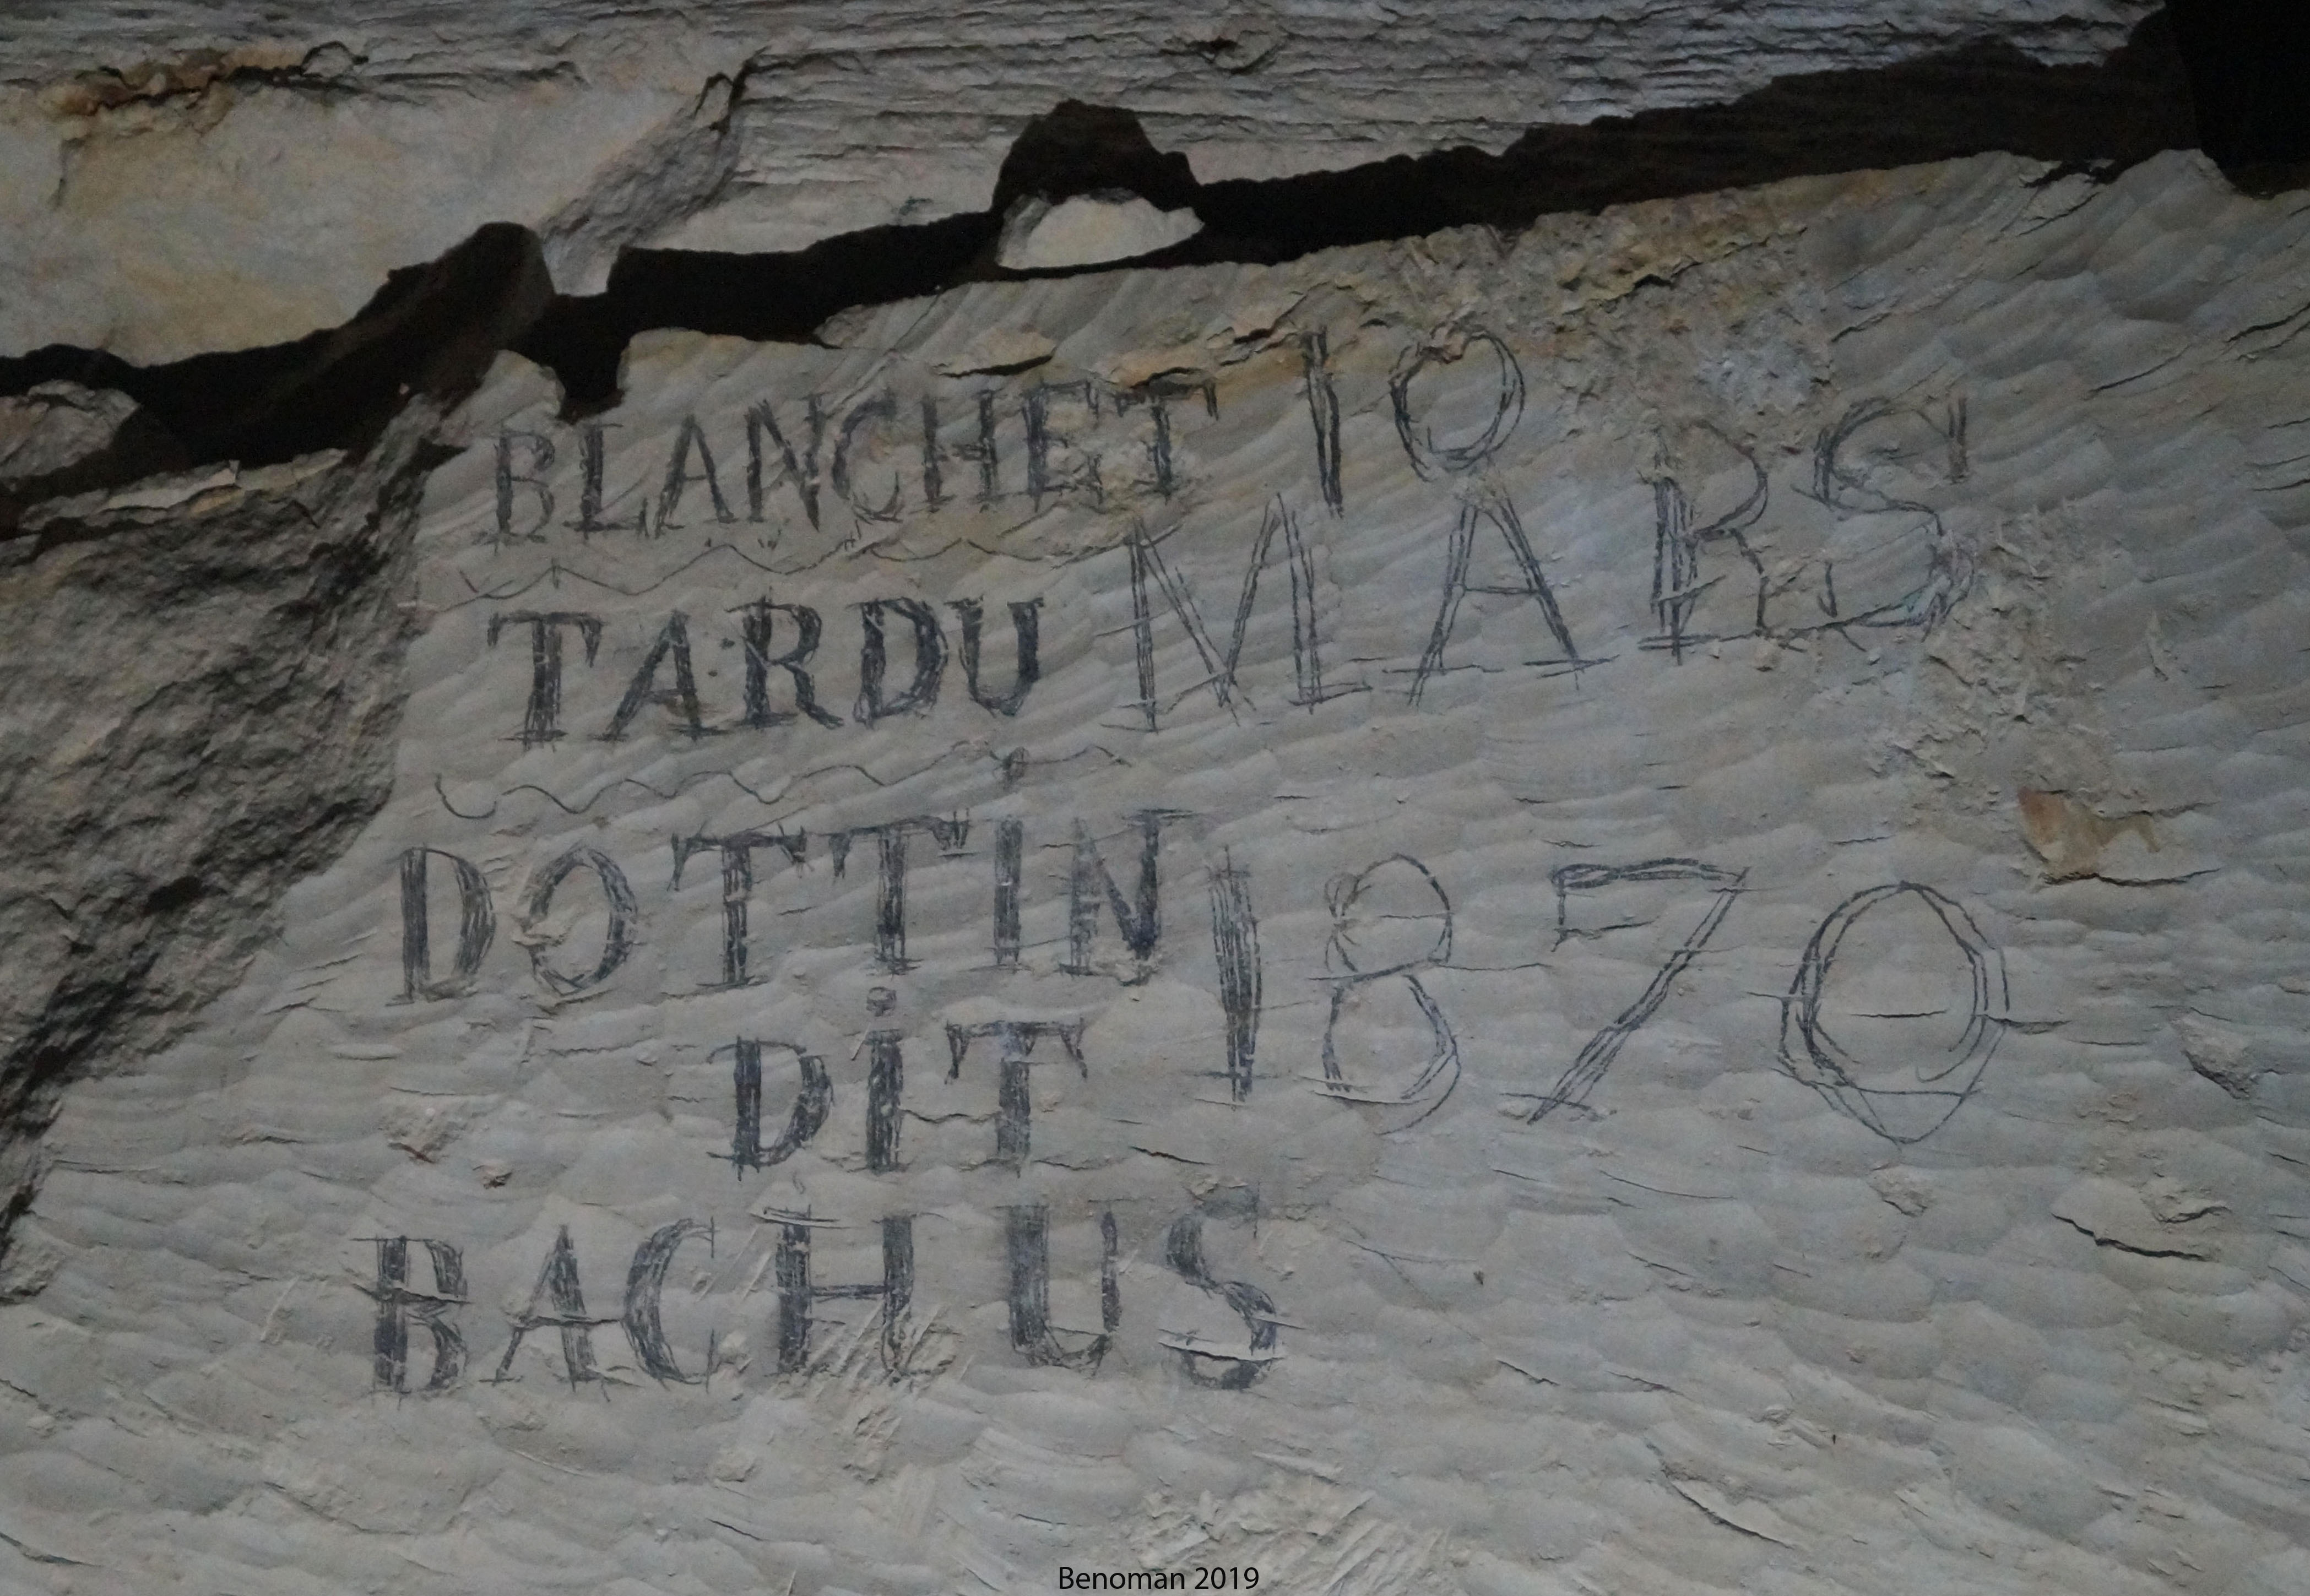 BLANCHET 10
TARDU MARS
DOTTIN 1870
DiT
BACHUS
Benoman 2019